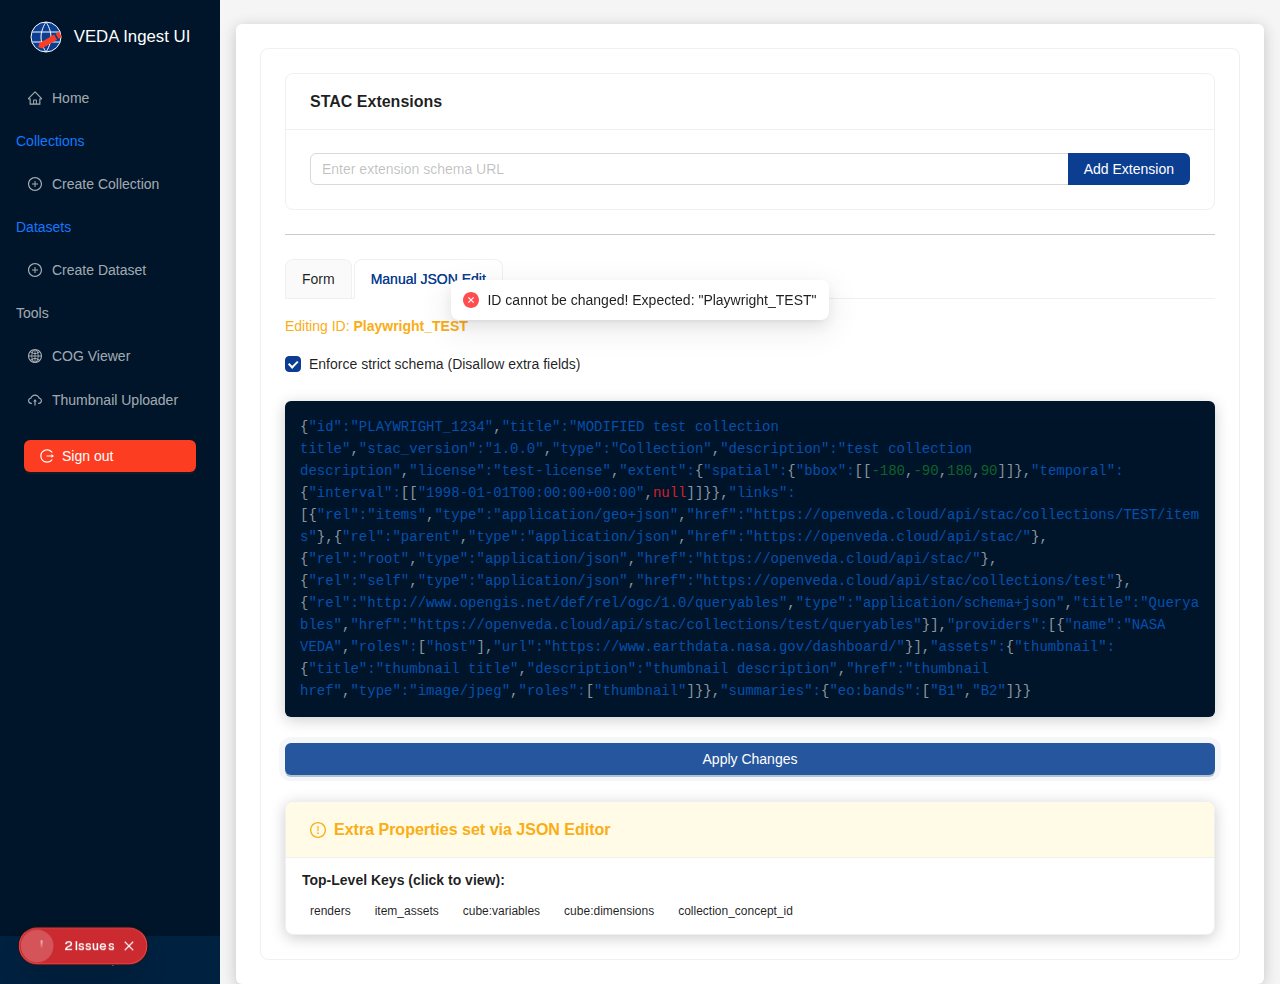 VEDA Ingest UI
Home
Collections
Create Collection
Datasets
Create Dataset
Tools
COG Viewer
Thumbnail Uploader
Sign out
2 Issues
STAC Extensions
Enter extension schema URL
Add Extension
Form
Manual JSON Edit
ID cannot be changed! Expected: "Playwright_TEST"
Editing ID: Playwright_TEST
Enforce strict schema (Disallow extra fields)
{"id":"PLAYWRIGHT_1234","title":"MODIFIED test collection
title","stac_version":"1.0.0","type":"Collection","description":"test collection
description","license":"test-license","extent":{"spatial":{"bbox":[[-180,-90,180,90]]},"temporal":
{"interval":[["1998-01-01T00:00:00+00:00",null]]}},"links":
[{"rel":"items","type":"application/geo+json","href":"https://openveda.cloud/api/stac/collections/TEST/item
s"},{"rel":"parent","type":"application/json","href":"https://openveda.cloud/api/stac/"},
{"rel":"root","type":"application/json","href":"https://openveda.cloud/api/stac/"},
{"rel":"self","type":"application/json","href":"https://openveda.cloud/api/stac/collections/test"},
{"rel":"http://www.opengis.net/def/rel/ogc/1.0/queryables","type":"application/schema+json","title":"Querya
bles","href":"https://openveda.cloud/api/stac/collections/test/queryables"}],"providers":[{"name":"NASA
VEDA","roles":["host"],"url":"https://www.earthdata.nasa.gov/dashboard/"}],"assets":{"thumbnail":
{"title":"thumbnail title","description":"thumbnail description","href":"thumbnail
href","type":"image/jpeg","roles":["thumbnail"]}},"summaries":{"eo:bands":["B1","B2"]}}
Apply Changes
Extra Properties set via JSON Editor
Top-Level Keys (click to view):
renders item_assets cube:variables cube:dimensions collection_concept_id